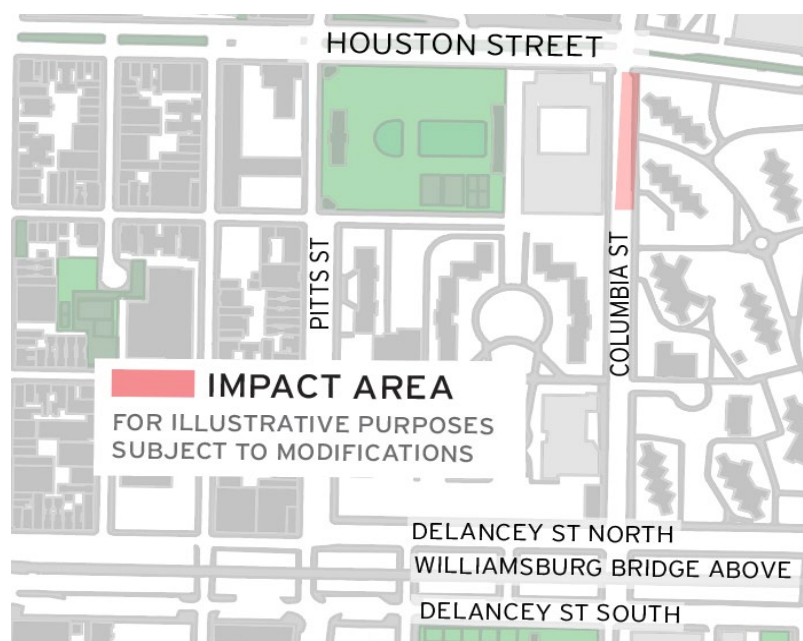 HOUSTON STREET
PITTS ST
COLUMBIA ST
IMPACT AREA
FOR ILLUSTRATIVE PURPOSES
SUBJECT TO MODIFICATIONS
DELANCEY ST NORTH
WILLIAMSBURG BRIDGE ABOVE
DELANCEY ST SOUTH